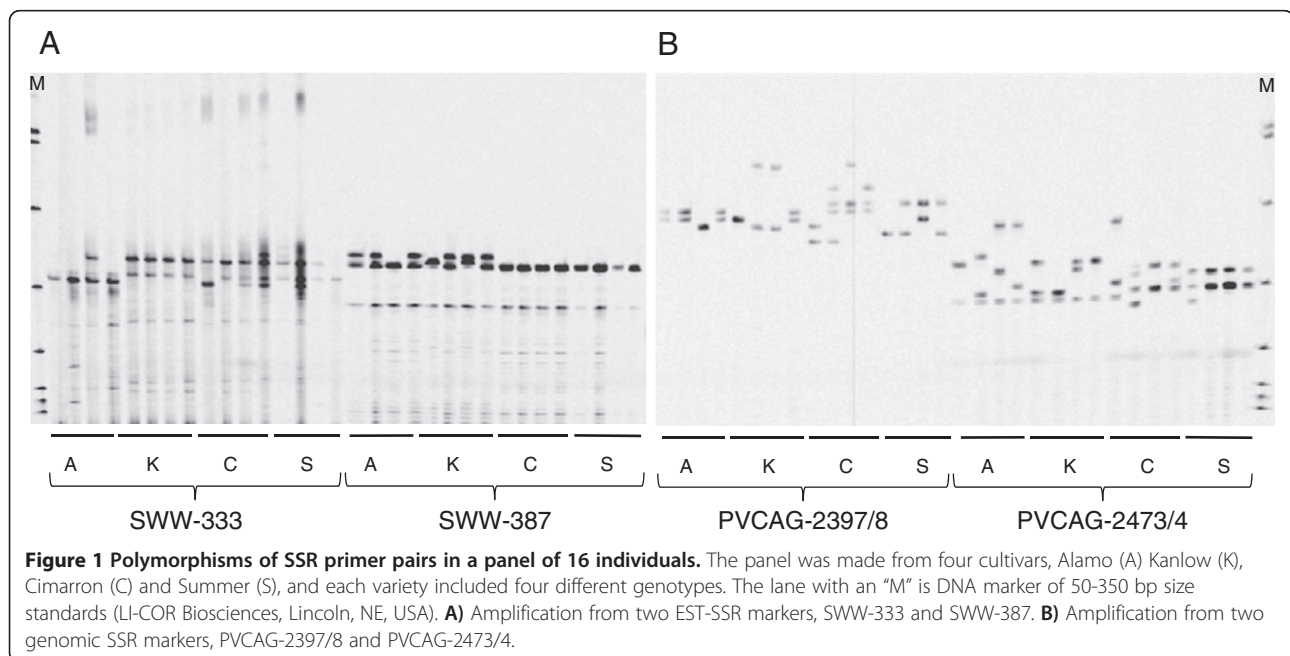 A B
M M
A K C S A K C S A K C S A K C S
SWW-333 SWW-387 PVCAG-2397/8 PVCAG-2473/4
Figure 1 Polymorphisms of SSR primer pairs in a panel of 16 individuals. The panel was made from four cultivars, Alamo (A) Kanlow (K),
Cimarron (C) and Summer (S), and each variety included four different genotypes. The lane with an “M” is DNA marker of 50-350 bp size
standards (LI-COR Biosciences, Lincoln, NE, USA). A) Amplification from two EST-SSR markers, SWW-333 and SWW-387. B) Amplification from two
genomic SSR markers, PVCAG-2397/8 and PVCAG-2473/4.